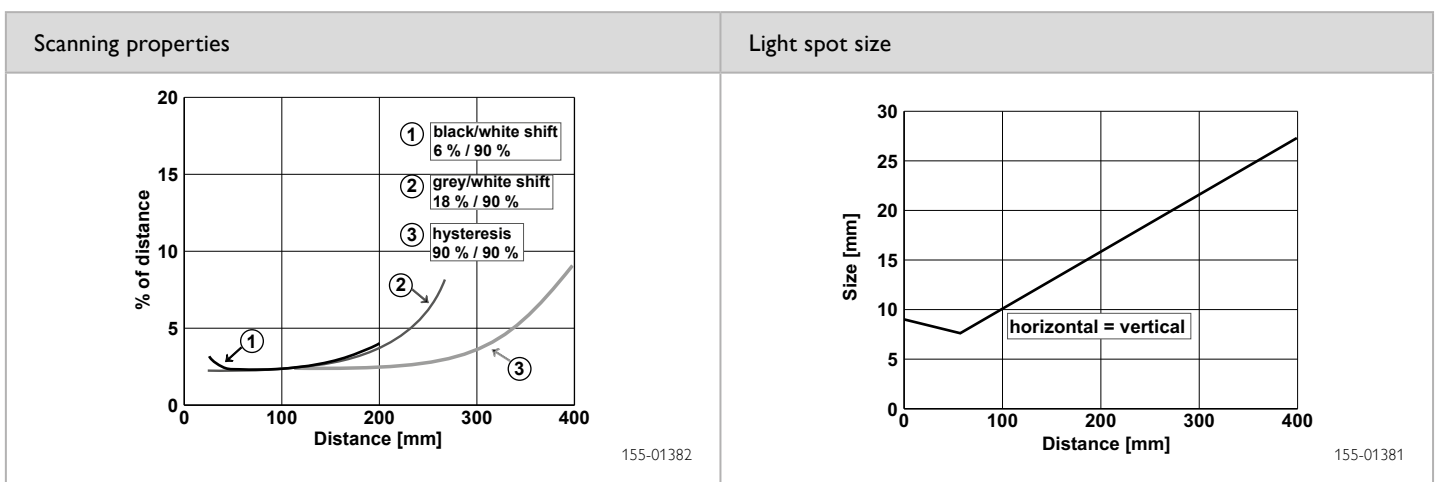 Scanning properties
20
15
10
5
0
% of distance
① black/white shift
6 % / 90 %
② grey/white shift
18 % / 90 %
③ hysteresis
90 % / 90 %
②
①
③
0 100 200 300 400
Distance [mm]
155-01382
Light spot size
30
25
20
15
10
5
0
Size [mm]
horizontal = vertical
0 100 200 300 400
Distance [mm]
155-01381